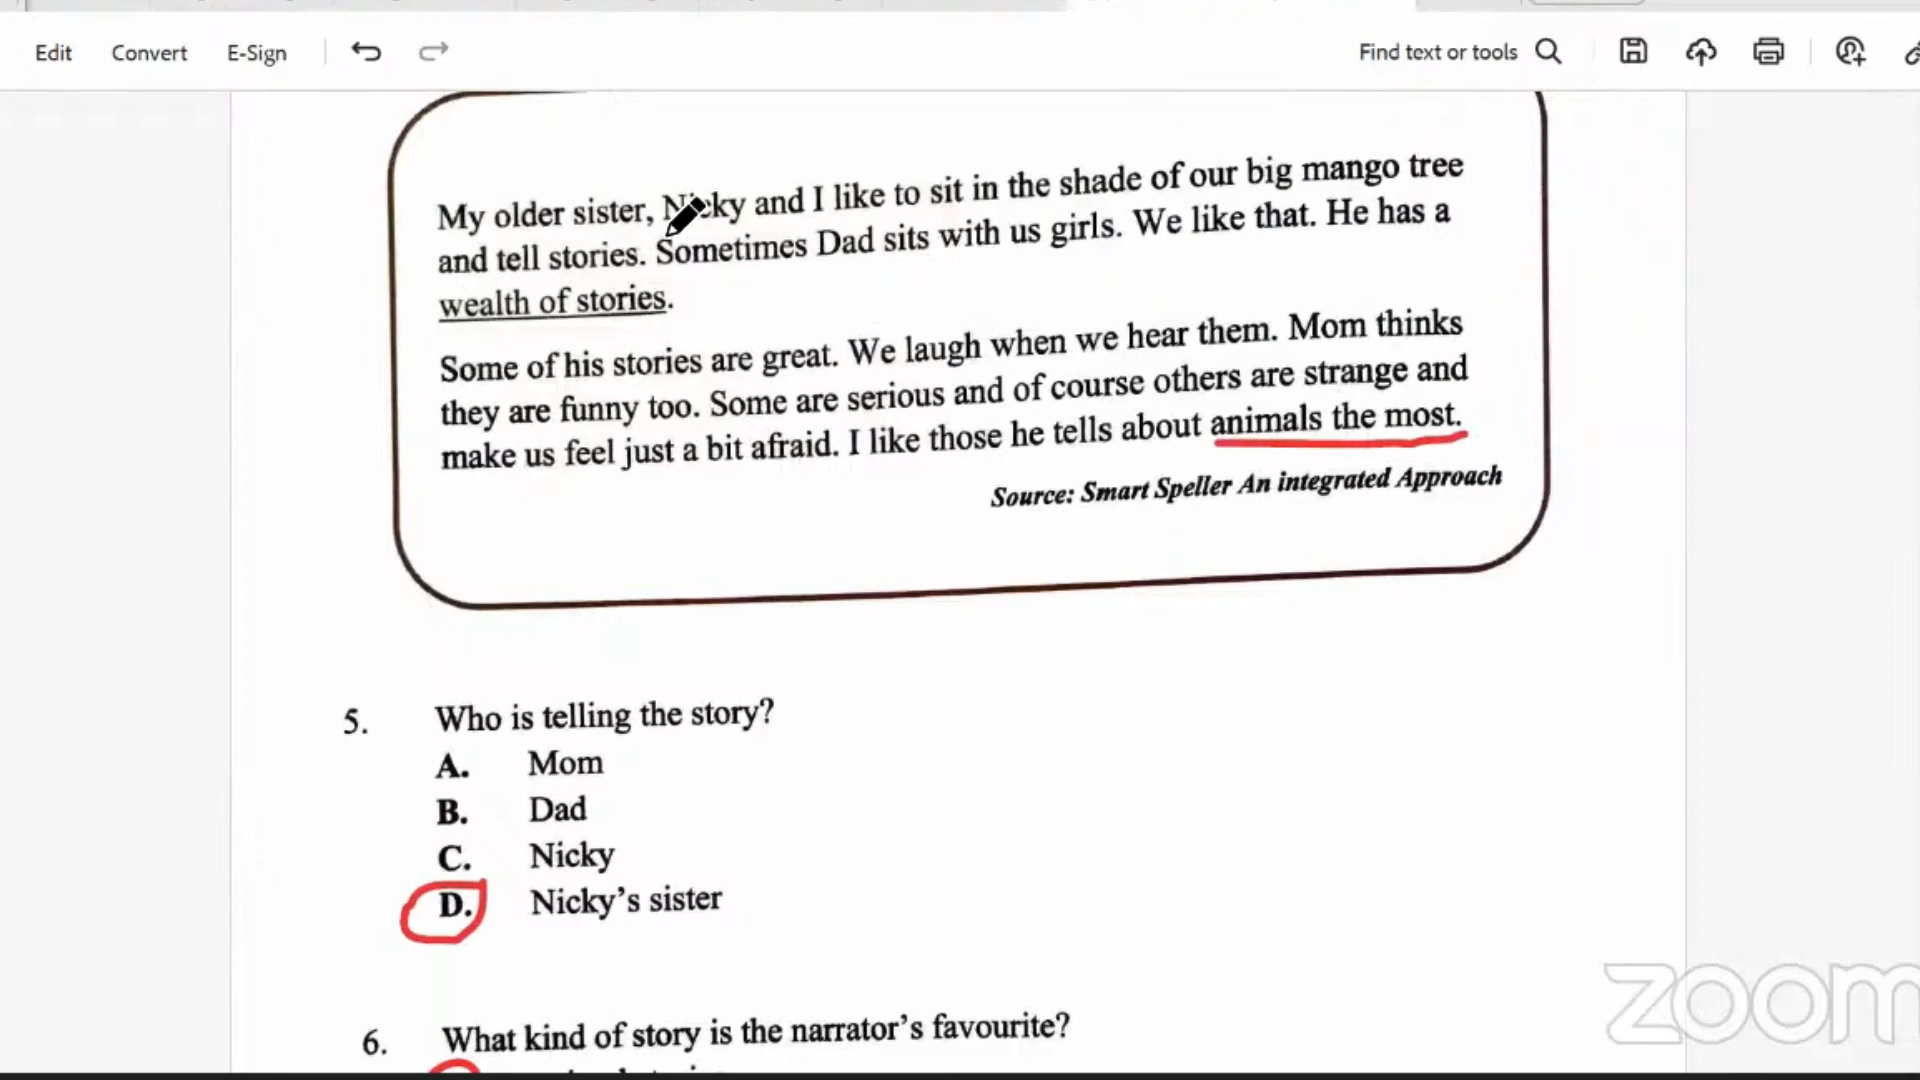 Edit Convert E-Sign Find text or tools
My older sister, Nicky and I like to sit in the shade of our big mango tree
and tell stories. Sometimes Dad sits with us girls. We like that. He has a
wealth of stories.
Some of his stories are great. We laugh when we hear them. Mom thinks
they are funny too. Some are serious and of course others are strange and
make us feel just a bit afraid. I like those he tells about animals the most.
Source: Smart Speller An integrated Approach
5. Who is telling the story?
A. Mom
B. Dad
C. Nicky
D. Nicky's sister
6. What kind of story is the narrator's favourite?
zoom